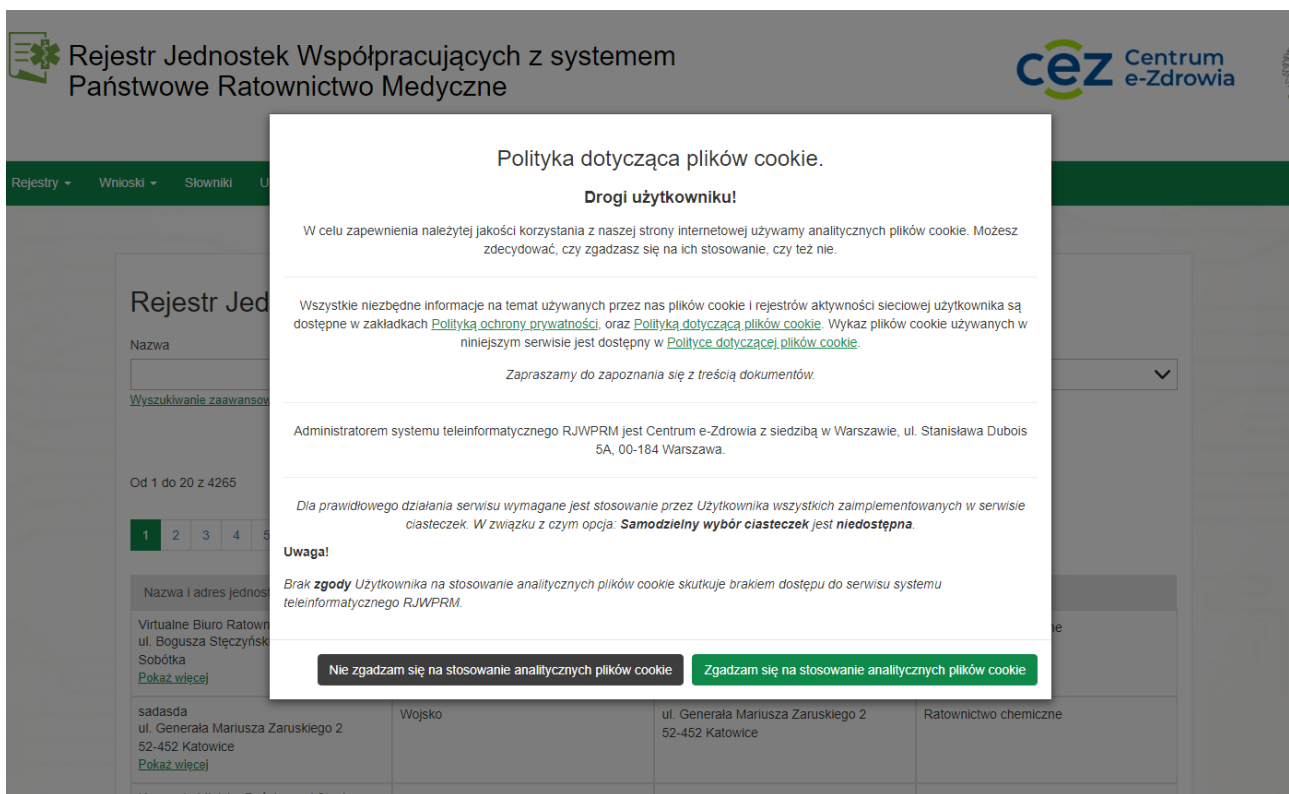 Rejestr Jednostek Współpracujących z systemem
Państwowe Ratownictwo Medyczne
cez Centrum
e-Zdrowia
Rejestry Wnioski Słowniki
Polityka dotycząca plików cookie.
Drogi użytkowniku!
W celu zapewnienia należytej jakości korzystania z naszej strony internetowej używamy analitycznych plików cookie. Możesz
zdecydować, czy zgadzasz się na ich stosowanie, czy też nie.
Wszystkie niezbędne informacje na temat używanych przez nas plików cookie i rejestrów aktywności sieciowej użytkownika są
dostępne w zakładkach Polityką ochrony prywatności, oraz Polityką dotyczącą plików cookie. Wykaz plików cookie używanych w
niniejszym serwisie jest dostępny w Polityce dotyczącej plików cookie.
Zapraszamy do zapoznania się z treścią dokumentów.
Administratorem systemu teleinformatycznego RJWPRM jest Centrum e-Zdrowia z siedzibą w Warszawie, ul. Stanisława Dubois
5A, 00-184 Warszawa.
Dla prawidłowego działania serwisu wymagane jest stosowanie przez Użytkownika wszystkich zaimplementowanych w serwisie
ciasteczek. W związku z czym opcja: Samodzielny wybór ciasteczek jest niedostępna.
Uwaga!
Brak zgody Użytkownika na stosowanie analitycznych plików cookie skutkuje brakiem dostępu do serwisu systemu
teleinformatycznego RJWPRM.
Nie zgadzam się na stosowanie analitycznych plików cookie Zgadzam się na stosowanie analitycznych plików cookie
Rejestr Jed
Nazwa
Wyszukiwanie zaawansow
Od 1 do 20 z 4265
1 2 3 4 5
Nazwa i adres jednost
Virtualne Biuro Ratown
ul. Bogusza Stęczyńsk
Sobótka
Pokaż więcej
sadasda Wojsko ul. Generała Mariusza Zaruskiego 2 Ratownictwo chemiczne
ul. Generała Mariusza Zaruskiego 2 52-452 Katowice
52-452 Katowice
Pokaż więcej